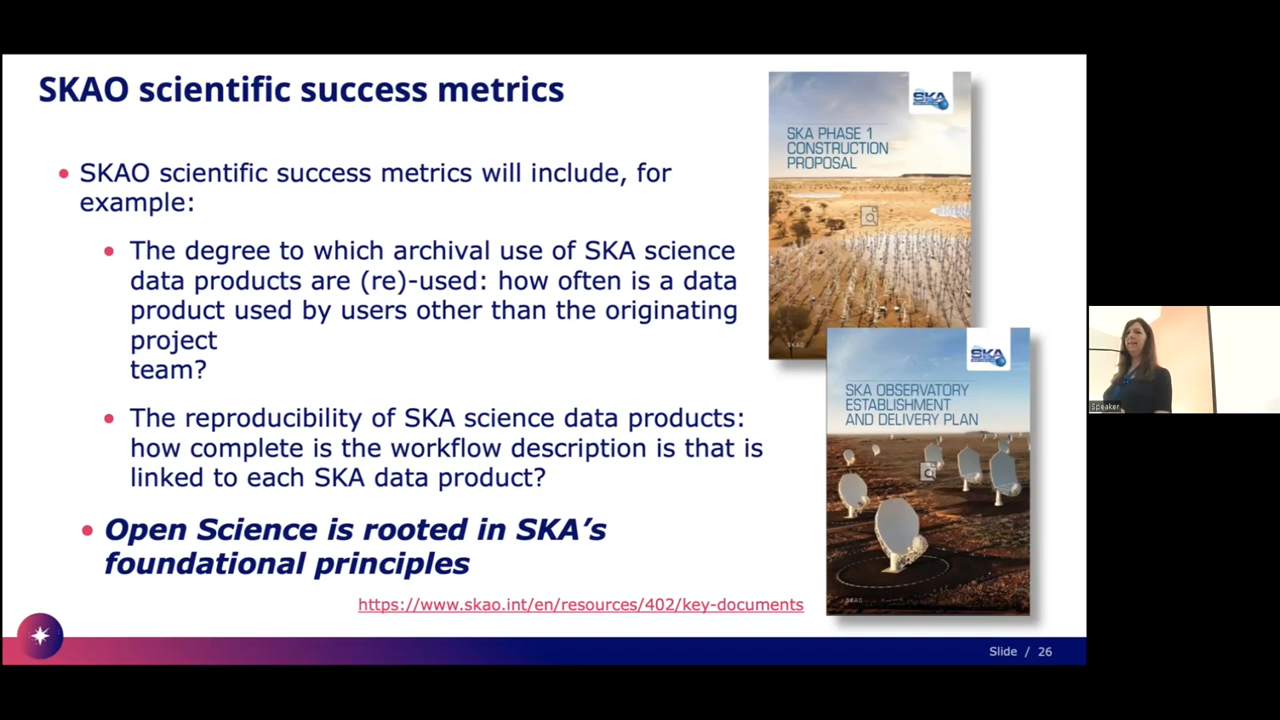 SKAO scientific success metrics
• SKAO scientific success metrics will include, for
example:
• The degree to which archival use of SKA science
data products are (re)-used: how often is a data
product used by users other than the originating
project
team?
• The reproducibility of SKA science data products:
how complete is the workflow description is that is
linked to each SKA data product?
• Open Science is rooted in SKA’s
foundational principles
https://www.skao.int/en/resources/402/key-documents
SKA
SKA PHASE 1
CONSTRUCTION
PROPOSAL
SKAO
SKA
SKA OBSERVATORY
ESTABLISHMENT
AND DELIVERY PLAN
SKAO
Slide / 26
Speaker